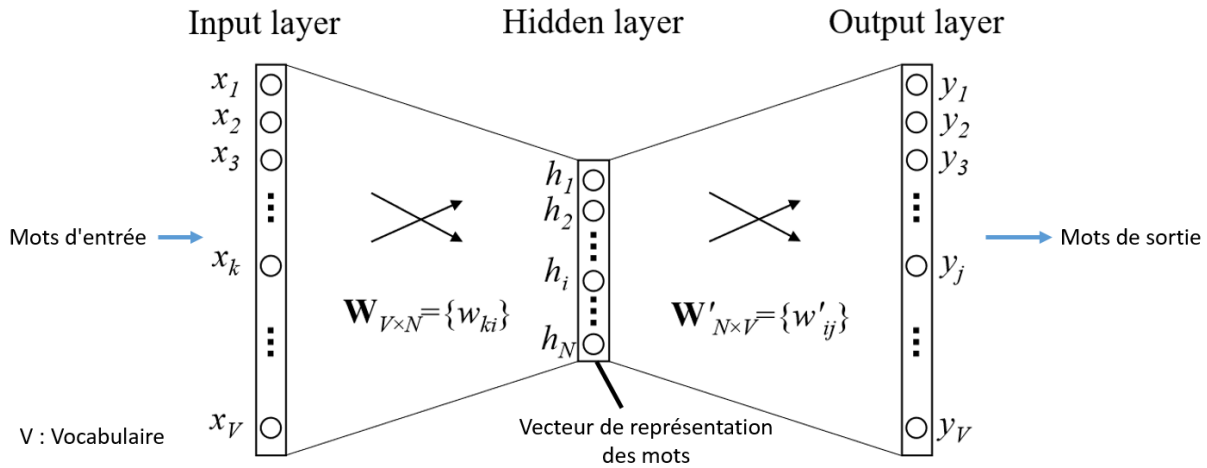 Input layer
Hidden layer
Output layer
x1
x2
x3
xk
xV
Mots d'entrée
V : Vocabulaire
W V×N={wki}
h1
h2
hi
hN
Vecteur de représentation
des mots
W' N×V={w'ij}
y1
y2
y3
yj
yV
Mots de sortie